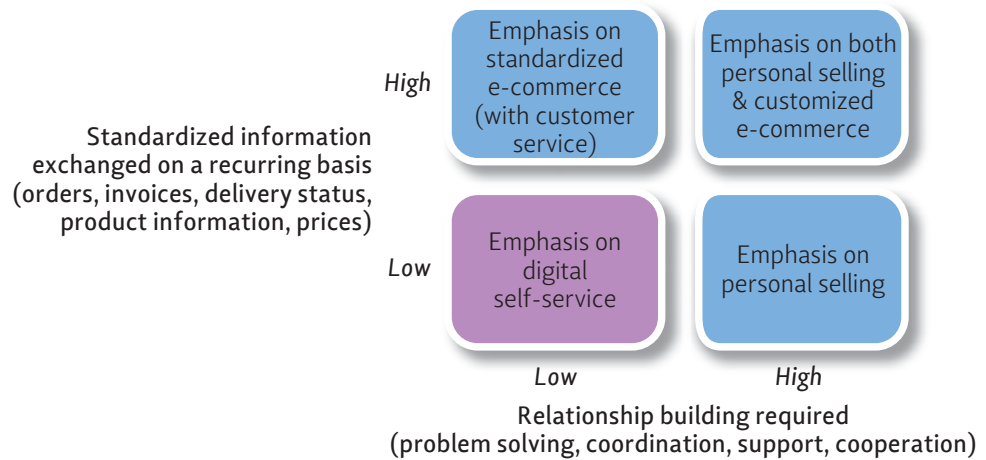 Emphasis on
standardized
e-commerce
(with customer
service)
Emphasis on both
personal selling
& customized
e-commerce
High
Standardized information
exchanged on a recurring basis
(orders, invoices, delivery status,
product information, prices)
Emphasis on
digital
self-service
Emphasis on
personal selling
Low
Low
High
Relationship building required
(problem solving, coordination, support, cooperation)